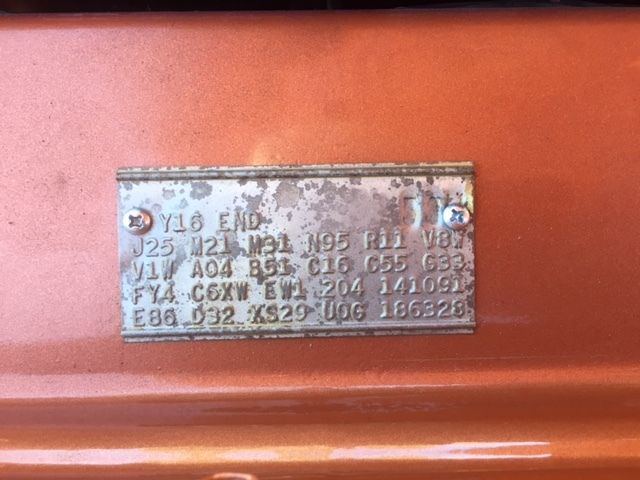 Y16 END
J25 M21 M31 N95 R11 V8W
V1W A04 B51 C16 C55 G33
FY4 C6XW EW1 204 141091
E86 D32 XS29 U0G 186328